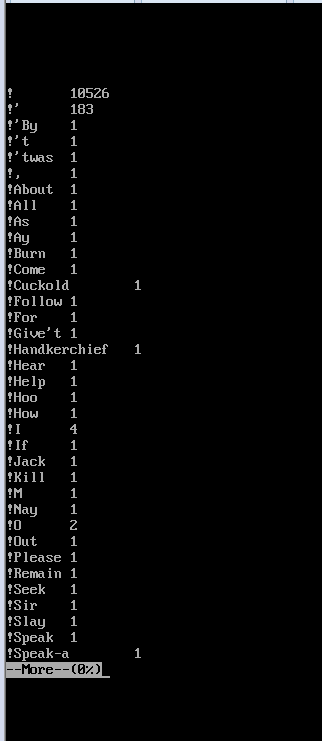 !       10526
!'      183
!'By    1
!'t     1
!'twas  1
!,      1
!About  1
!All    1
!As     1
!Ay     1
!Burn   1
!Come   1
!Cuckold        1
!Follow 1
!For    1
!Give't 1
!Handkerchief   1
!Hear   1
!Help   1
!Hoo    1
!How    1
!I      4
!If     1
!Jack   1
!Kill   1
!M      1
!Nay    1
!O      2
!Out    1
!Please 1
!Remain 1
!Seek   1
!Sir    1
!Slay   1
!Speak  1
!Speak-a        1
--More--(0%)